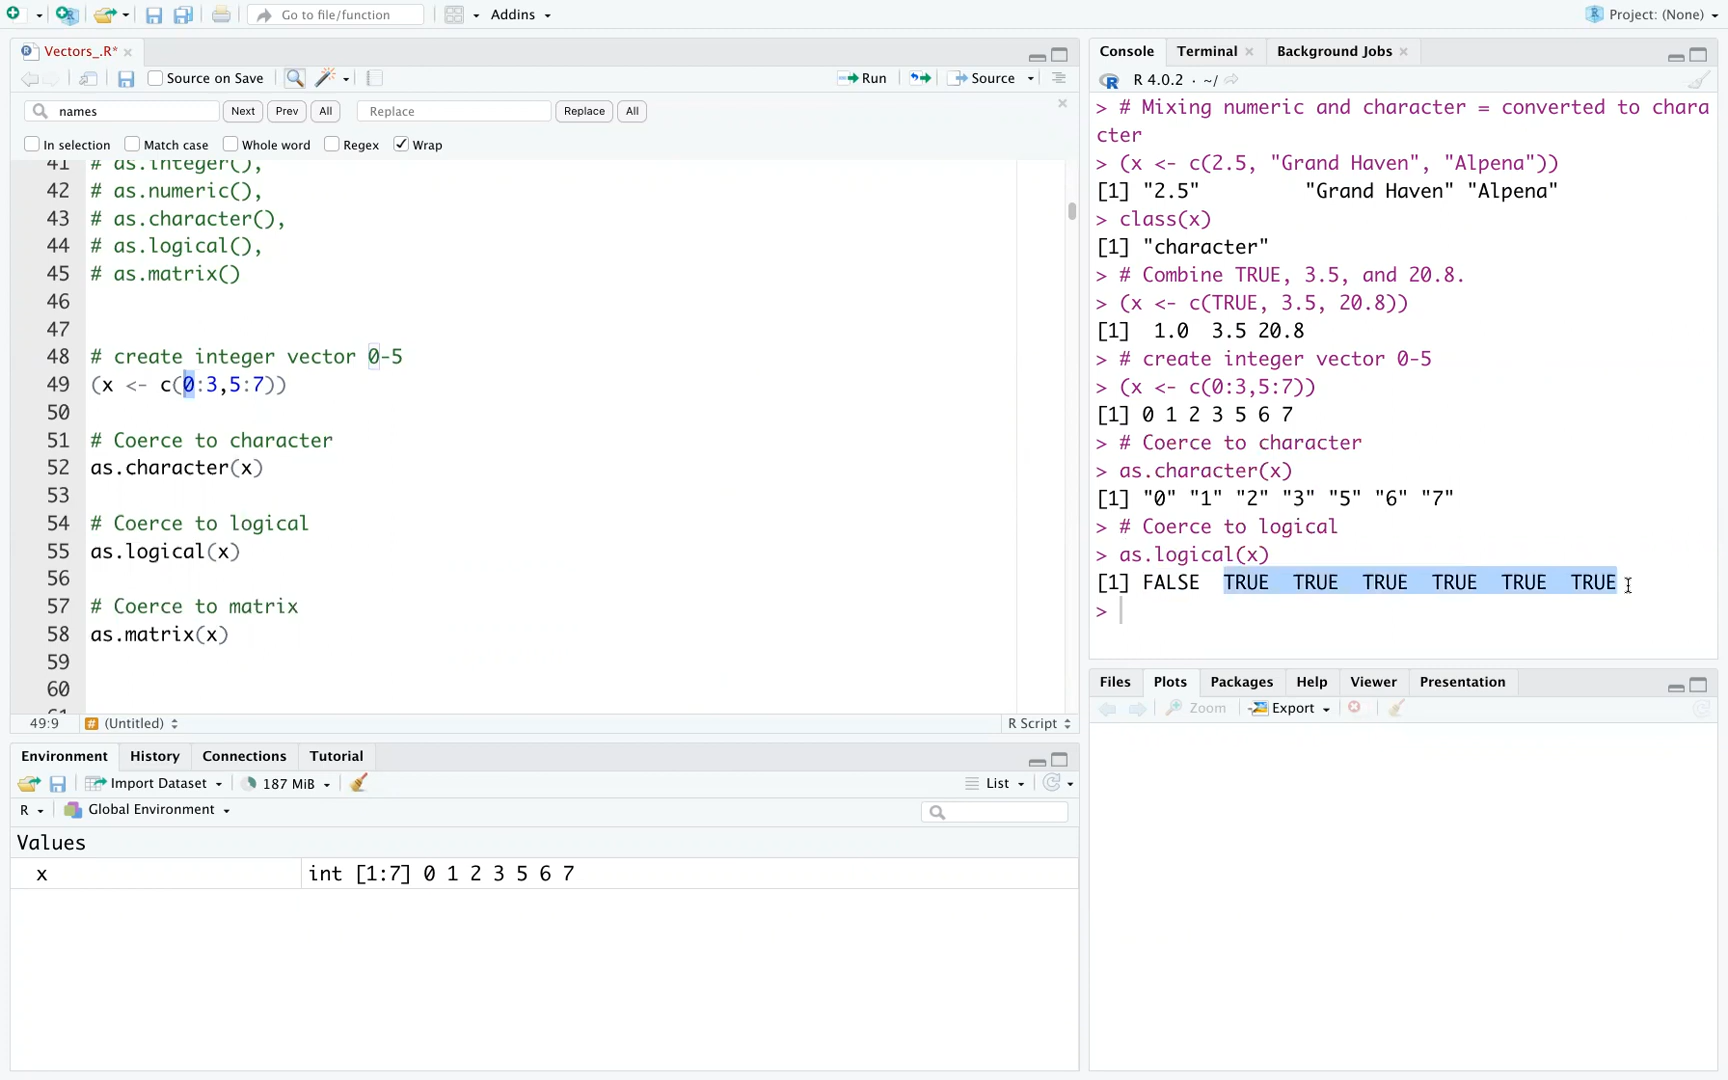 Go to file/function
Addins
Project: (None)
Vectors_.R*
Source on Save
Run
Source
names
Next
Prev
All
Replace
Replace
All
In selection
Match case
Whole word
Regex
Wrap
41 # as.integer(),
42 # as.numeric(),
43 # as.character(),
44 # as.logical(),
45 # as.matrix()
46
47
48 # create integer vector 0-5
49 (x <- c(0:3,5:7))
50
51 # Coerce to character
52 as.character(x)
53
54 # Coerce to logical
55 as.logical(x)
56
57 # Coerce to matrix
58 as.matrix(x)
59
60
49:9
(Untitled)
R Script
Environment
History
Connections
Tutorial
Import Dataset
187 MiB
List
R
Global Environment
Values
x int [1:7] 0 1 2 3 5 6 7
Console
Terminal
Background Jobs
R 4.0.2 · ~/
> # Mixing numeric and character = converted to chara
cter
> (x <- c(2.5, "Grand Haven", "Alpena"))
[1] "2.5" "Grand Haven" "Alpena"
> class(x)
[1] "character"
> # Combine TRUE, 3.5, and 20.8.
> (x <- c(TRUE, 3.5, 20.8))
[1] 1.0 3.5 20.8
> # create integer vector 0-5
> (x <- c(0:3,5:7))
[1] 0 1 2 3 5 6 7
> # Coerce to character
> as.character(x)
[1] "0" "1" "2" "3" "5" "6" "7"
> # Coerce to logical
> as.logical(x)
[1] FALSE TRUE TRUE TRUE TRUE TRUE TRUE
>
Files
Plots
Packages
Help
Viewer
Presentation
Zoom
Export